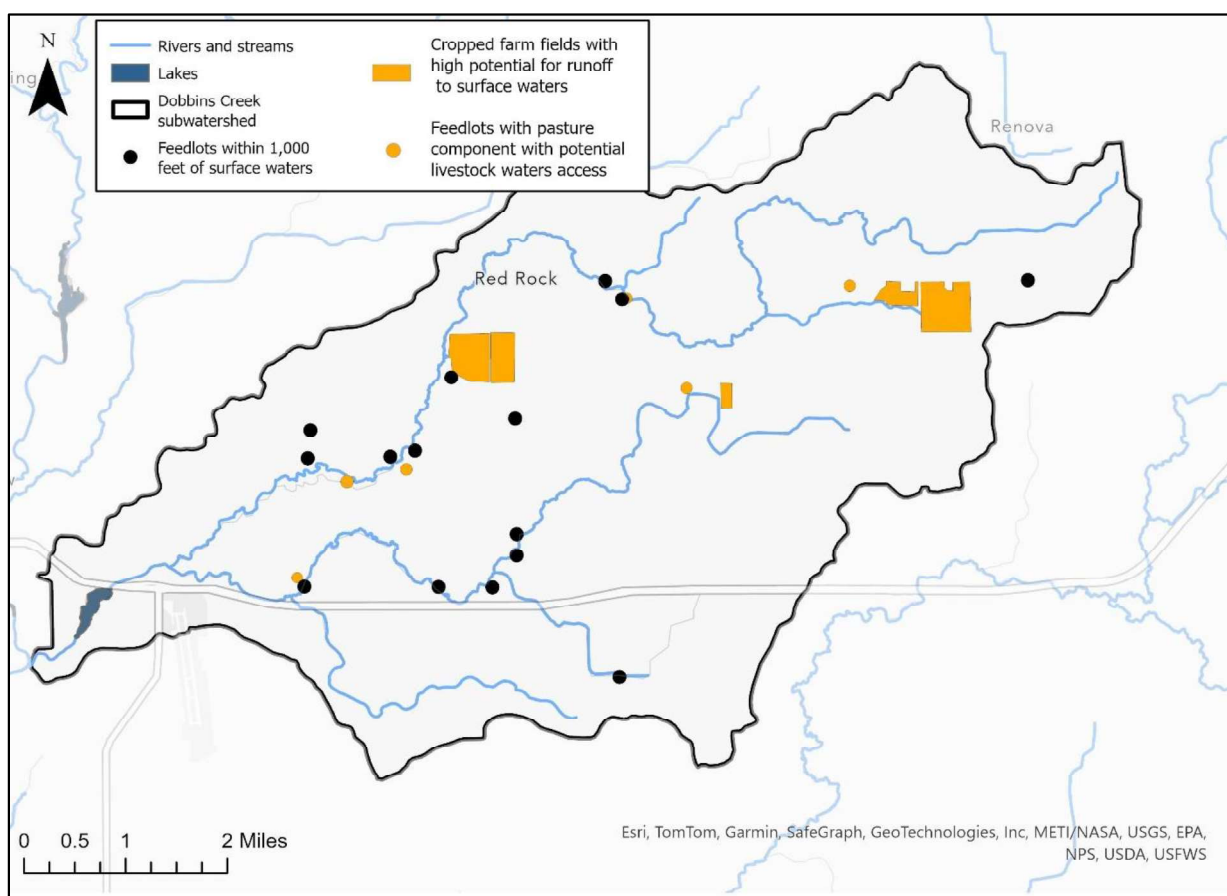 N
ing
Rivers and streams
Lakes
Dobbins Creek
subwatershed
Feedlots within 1,000
feet of surface waters
Cropped farm fields with
high potential for runoff
to surface waters
Feedlots with pasture
component with potential
livestock waters access
Renova
Red Rock
0 0.5 1 2 Miles
Esri, TomTom, Garmin, SafeGraph, GeoTechnologies, Inc, METI/NASA, USGS, EPA,
NPS, USDA, USFWS